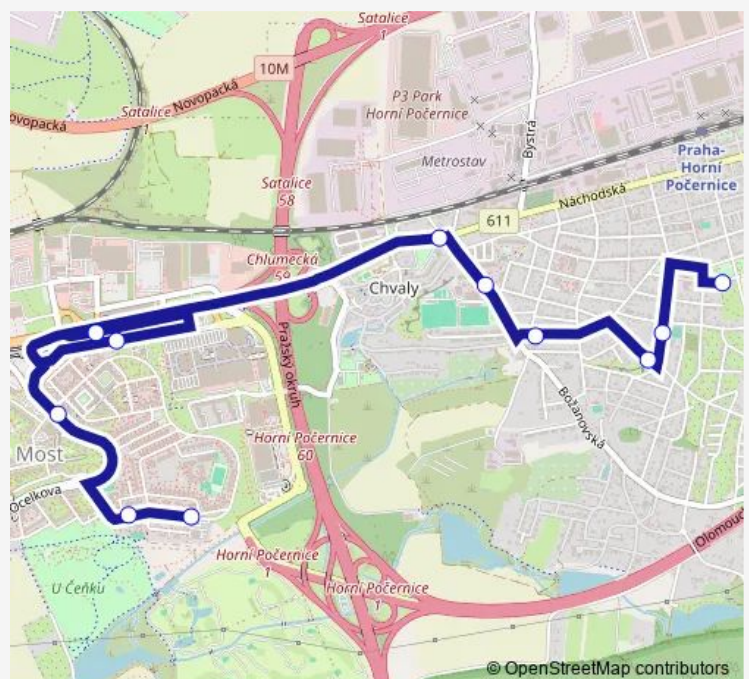 Satalice
1
10M
Novopacká
Satalice
1
ovopacká
P3 Park
Horní Počernice
Bystrá
Metrostav
Praha-
Horní
Počernice
Satalice
58
Náchodská
611
Chlumecká
59
Chvaly
Pražský okruh
Božanovská
Horní Počernice
60
Most
Ocelkova
Olomouc
Horní Počernice
1
U Čeňku
Horní Počernice
1
© OpenStreetMap contributors